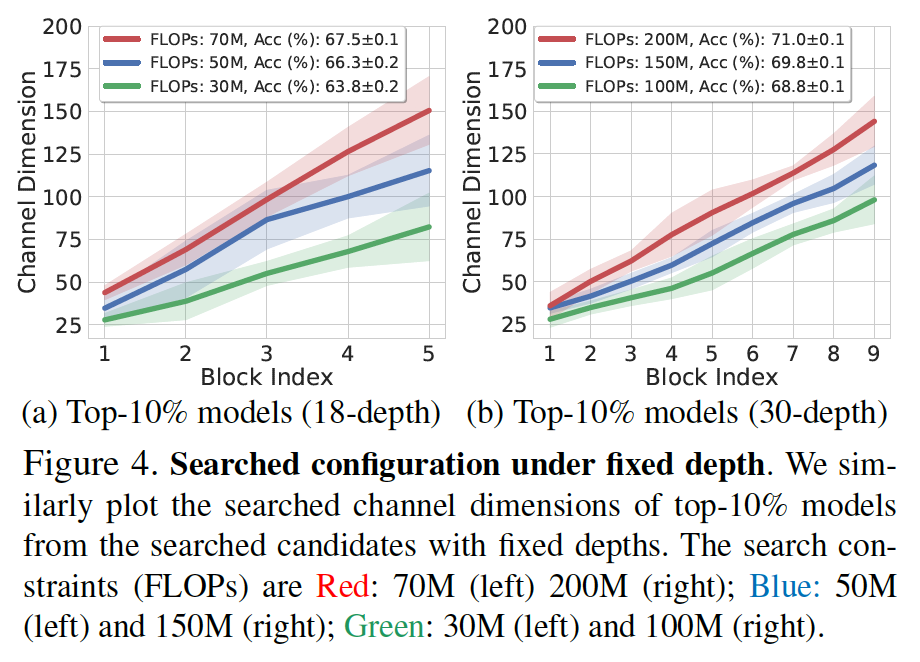 200
175
150
125
100
75
50
25
Channel Dimension
FLOPs: 70M, Acc (%): 67.5±0.1
FLOPs: 50M, Acc (%): 66.3±0.2
FLOPs: 30M, Acc (%): 63.8±0.2
1 2 3 4 5
Block Index
(a) Top-10% models (18-depth)
200
175
150
125
100
75
50
25
Channel Dimension
FLOPs: 200M, Acc (%): 71.0±0.1
FLOPs: 150M, Acc (%): 69.8±0.1
FLOPs: 100M, Acc (%): 68.8±0.1
1 2 3 4 5 6 7 8 9
Block Index
(b) Top-10% models (30-depth)
Figure 4. Searched configuration under fixed depth. We sim-
ilarly plot the searched channel dimensions of top-10% models
from the searched candidates with fixed depths. The search con-
straints (FLOPs) are Red: 70M (left) 200M (right); Blue: 50M
(left) and 150M (right); Green: 30M (left) and 100M (right).